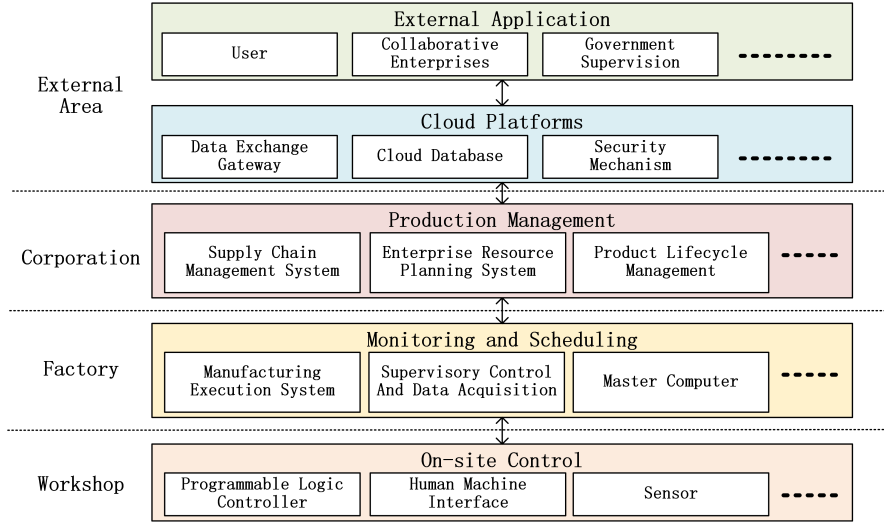 External Application
User
Collaborative
Enterprises
Government
Supervision
External
Area
Cloud Platforms
Data Exchange
Gateway
Cloud Database
Security
Mechanism
Production Management
Corporation
Supply Chain
Management System
Enterprise Resource
Planning System
Product Lifecycle
Management
Monitoring and Scheduling
Factory
Manufacturing
Execution System
Supervisory Control
And Data Acquisition
Master Computer
On-site Control
Workshop
Programmable Logic
Controller
Human Machine
Interface
Sensor